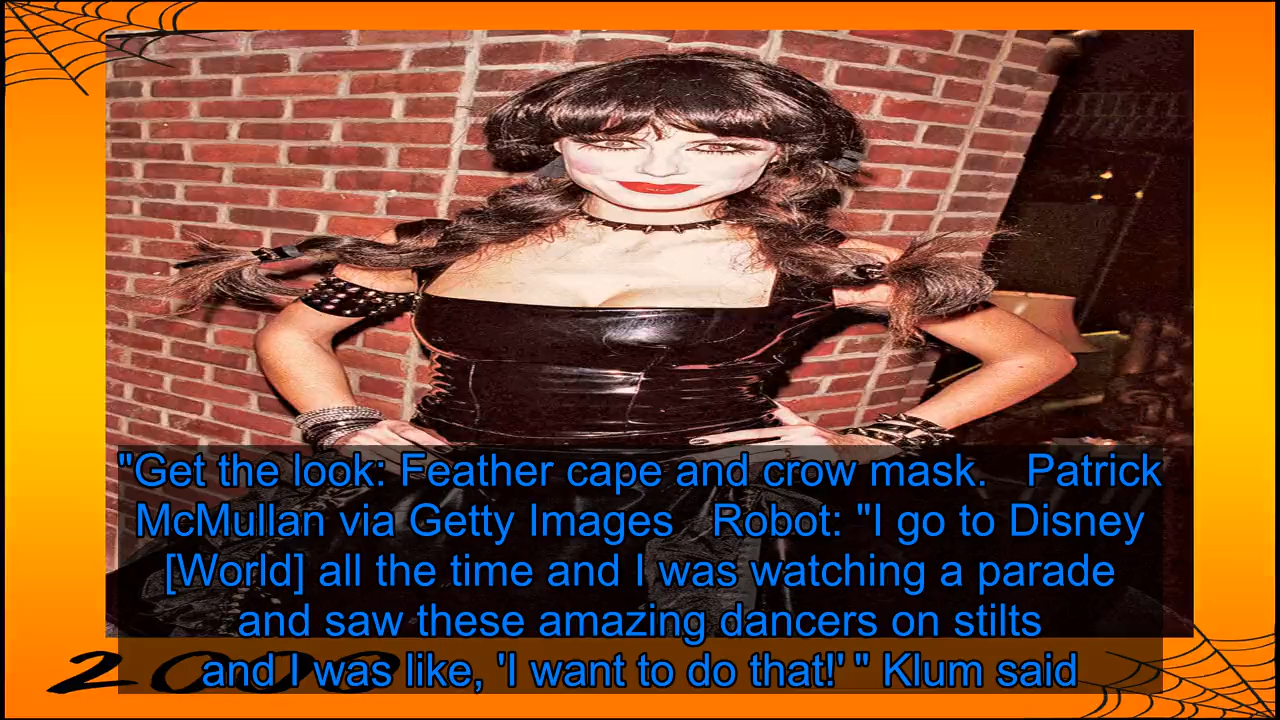 "Get the look: Feather cape and crow mask.   Patrick
McMullan via Getty Images   Robot: "I go to Disney
[World] all the time and I was watching a parade
and saw these amazing dancers on stilts
and I was like, 'I want to do that!' " Klum said
2000